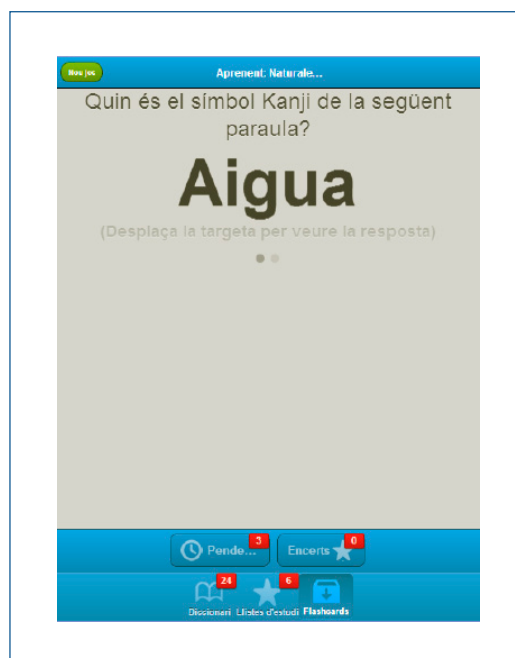 Nou joc
Aprenent: Naturale...
Quin és el símbol Kanji de la següent
paraula?
Aigua
(Desplaça la targeta per veure la resposta)
Pende... 3
Encerts 0
24 6
Diccionari Llistes d'estudi Flashcards